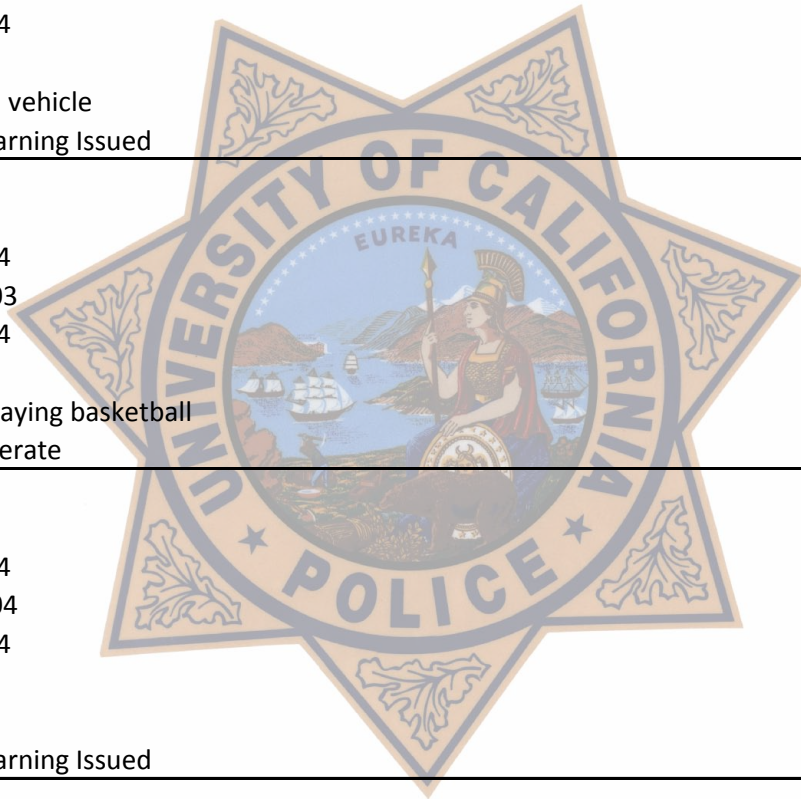 4
vehicle
arning Issued
4
03
4
aying basketball
erate
4
04
4
arning Issued
UNIVERSITY OF CALIFORNIA
EUREKA
POLICE